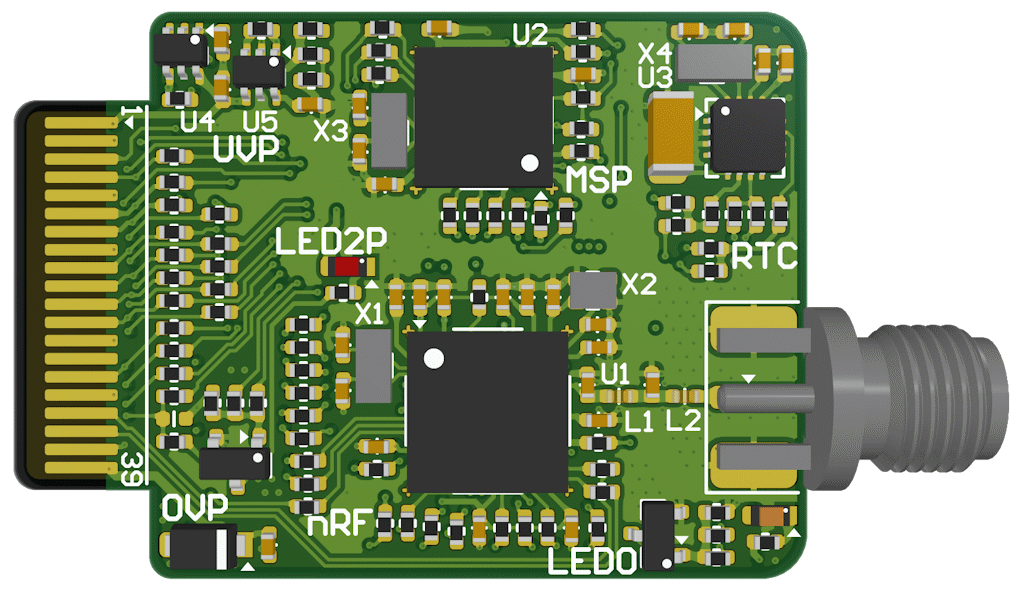 U2
X4
U3
1
U4 U5
X3
UVP
MSP
LED2P
RTC
X2
X1
U1
L1 L2
39
OVP
nRF
LED0